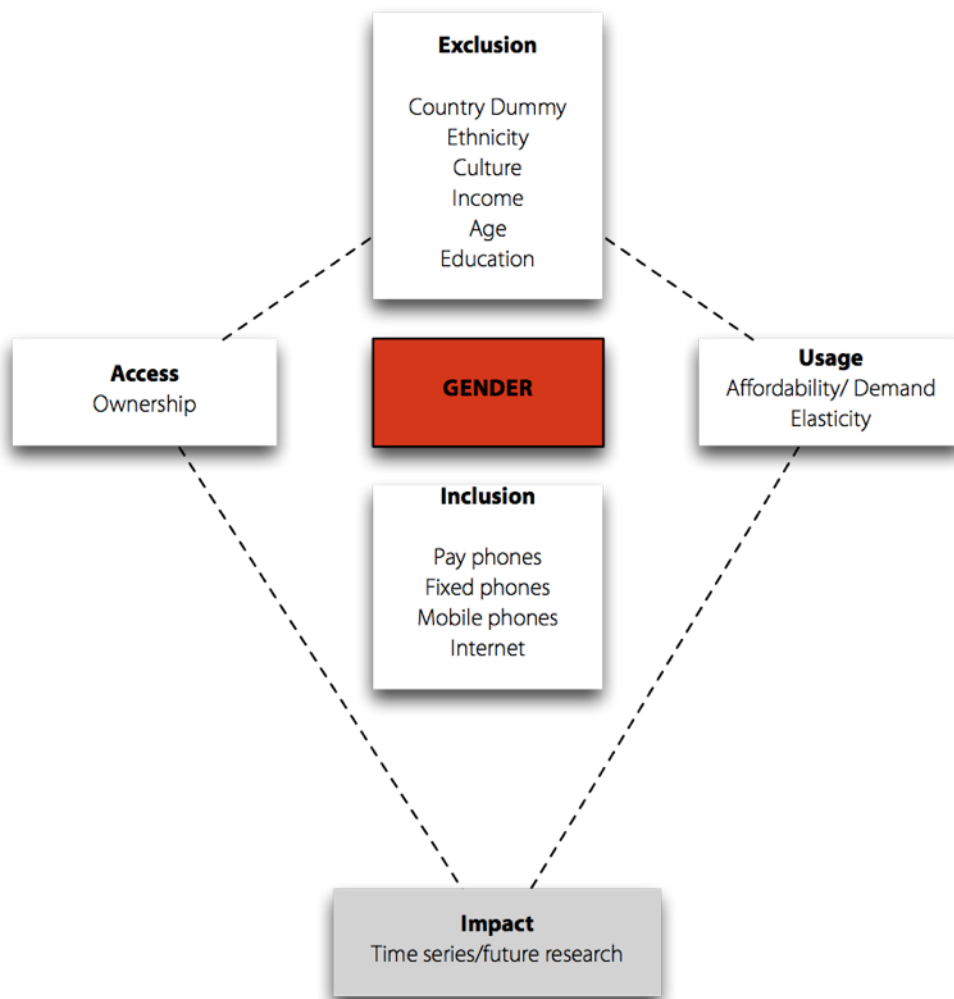 Exclusion
Country Dummy
Ethnicity
Culture
Income
Age
Education
Access
Ownership
GENDER
Usage
Affordability/ Demand
Elasticity
Inclusion
Pay phones
Fixed phones
Mobile phones
Internet
Impact
Time series/future research